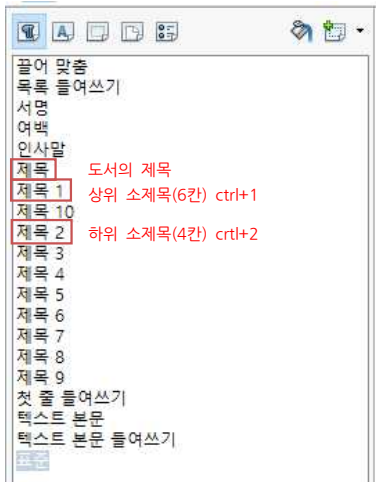 끌어 맞춤
목록 들여쓰기
서명
여백
인사말
제목 도서의 제목
제목 1 상위 소제목(6칸) ctrl+1
제목 10
제목 2 하위 소제목(4칸) crtl+2
제목 3
제목 4
제목 5
제목 6
제목 7
제목 8
제목 9
첫 줄 들여쓰기
텍스트 본문
텍스트 본문 들여쓰기
표준